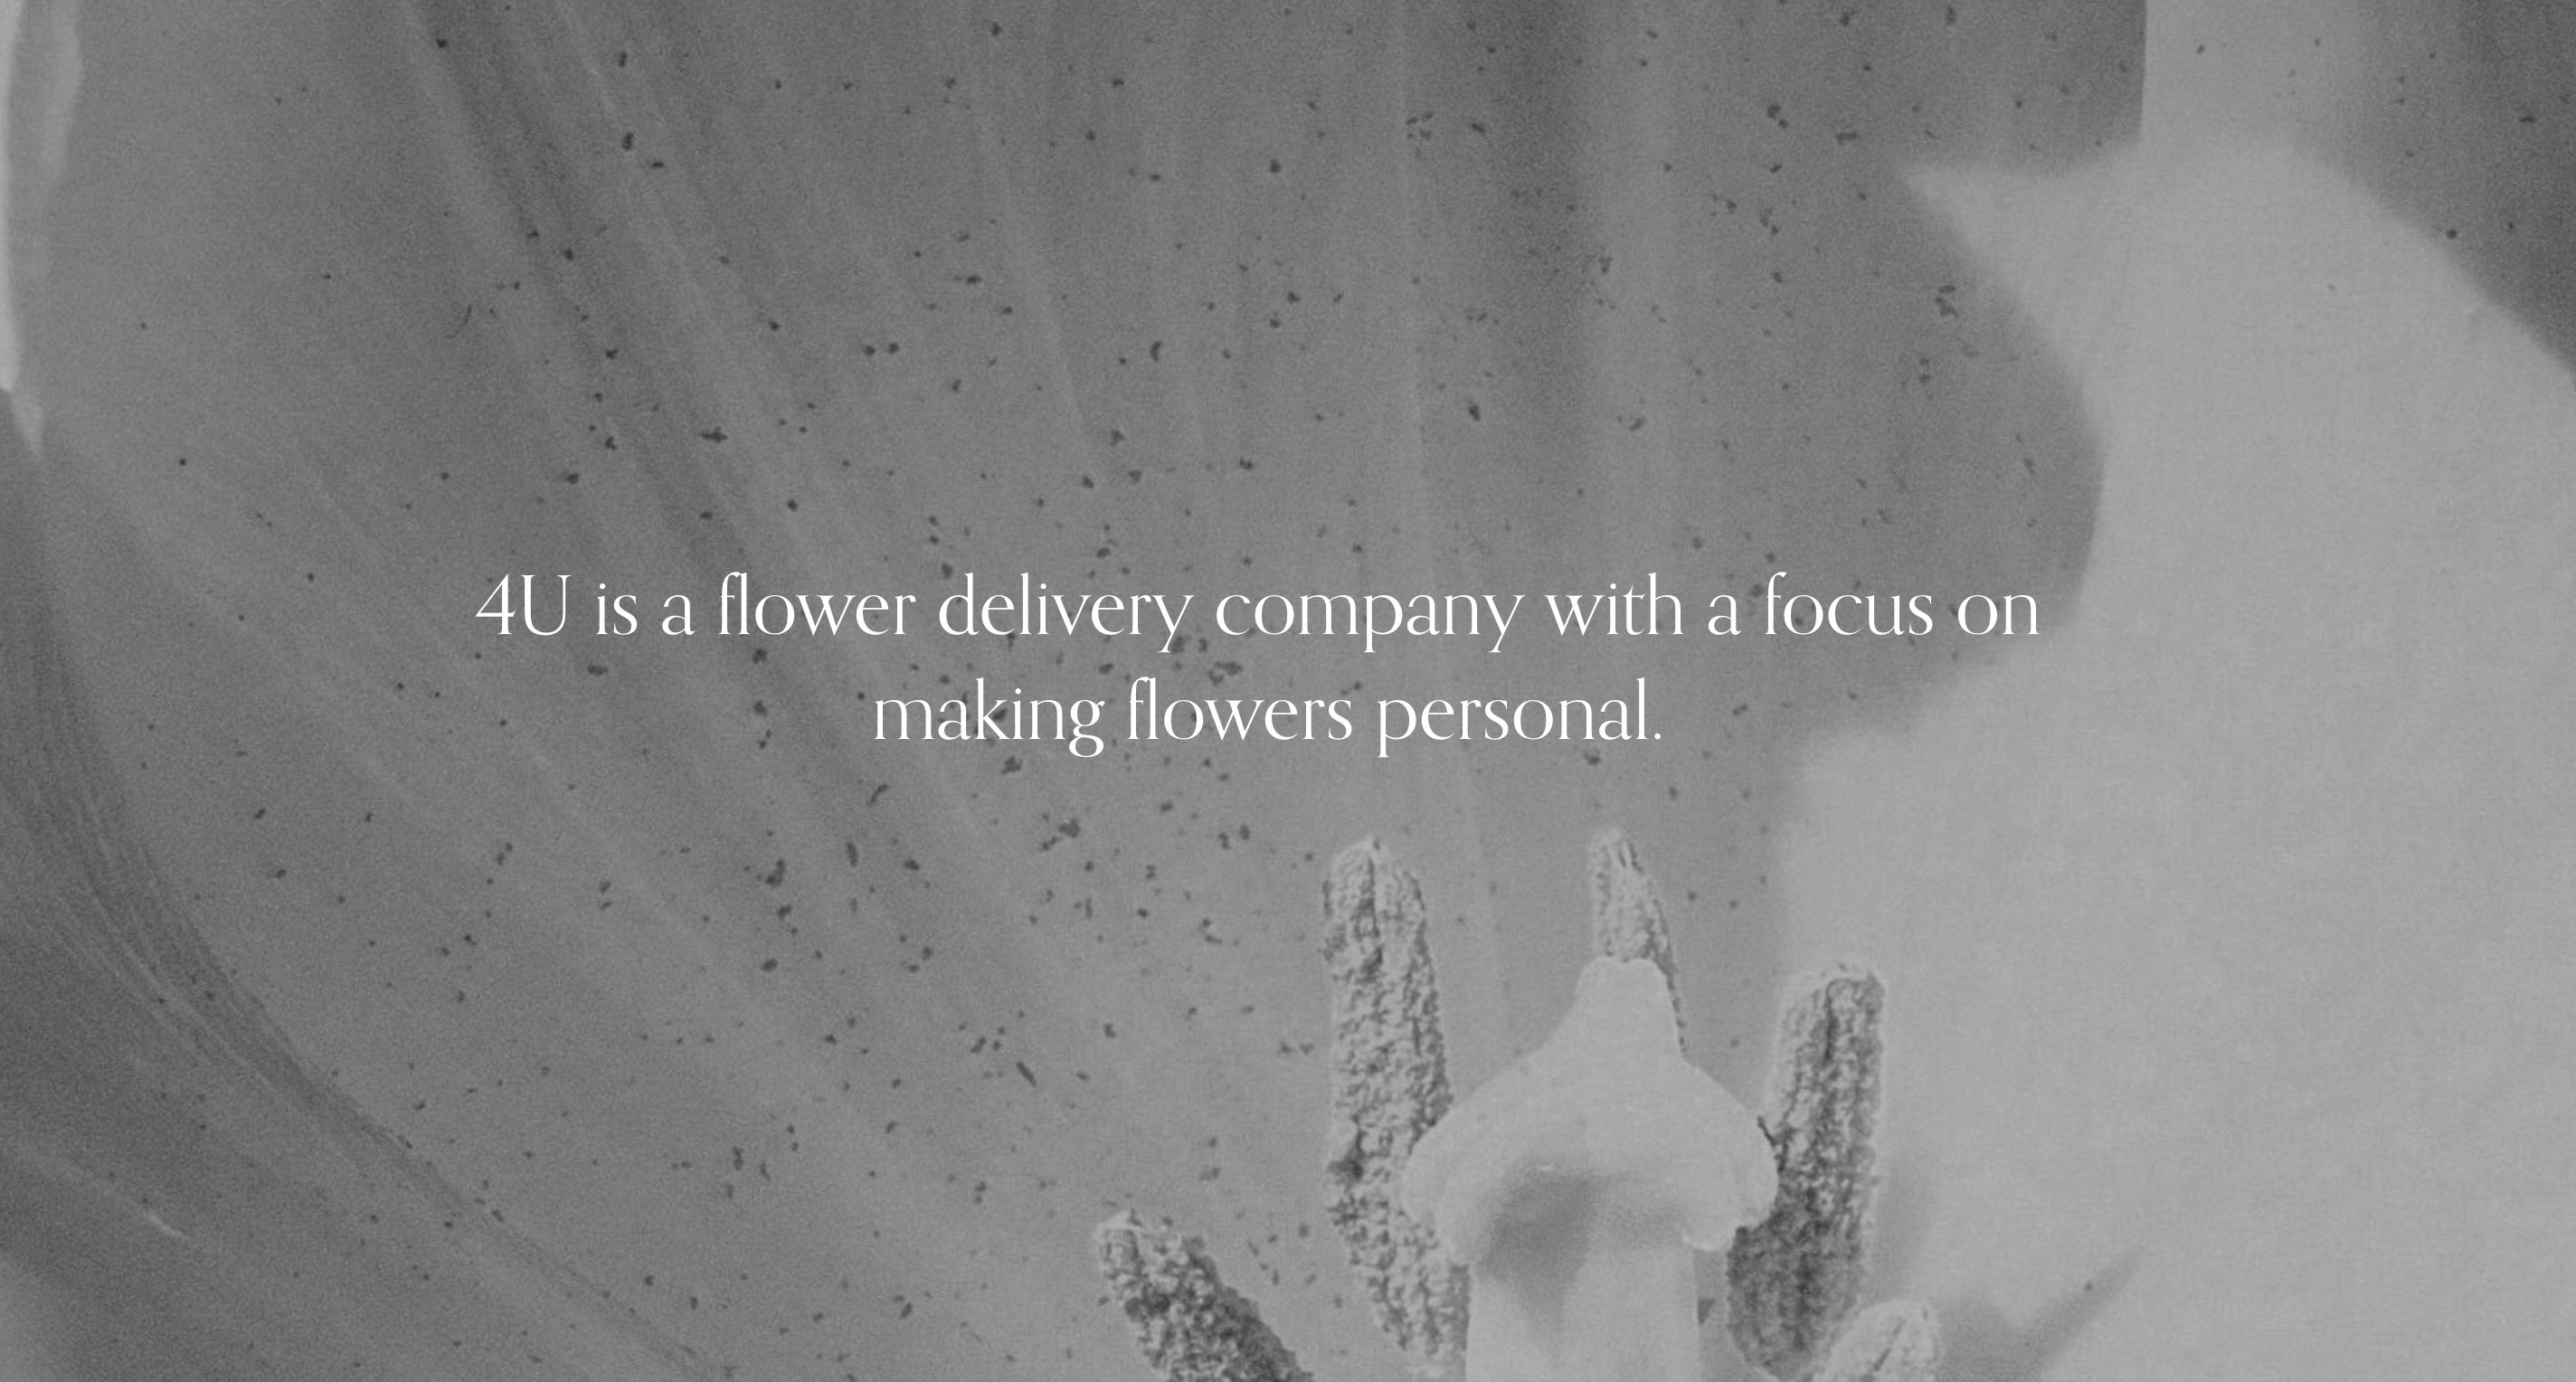 4U is a flower delivery company with a focus on
making flowers personal.